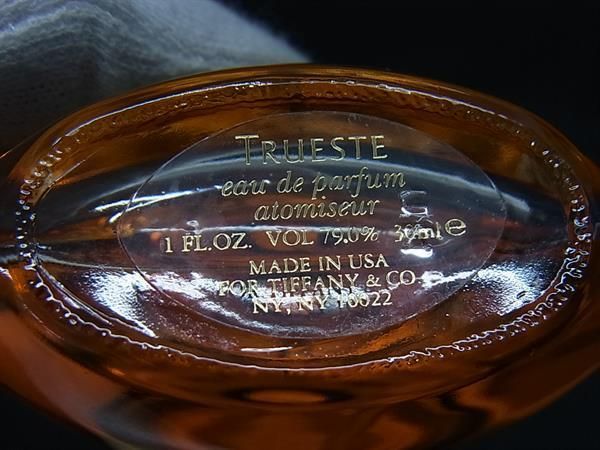 TRUESTE
eau de parfum
atomiseur
1 FL.OZ. VOL 79.0% 30ml e
MADE IN USA
FOR TIFFANY & CO
NY, NY 10022